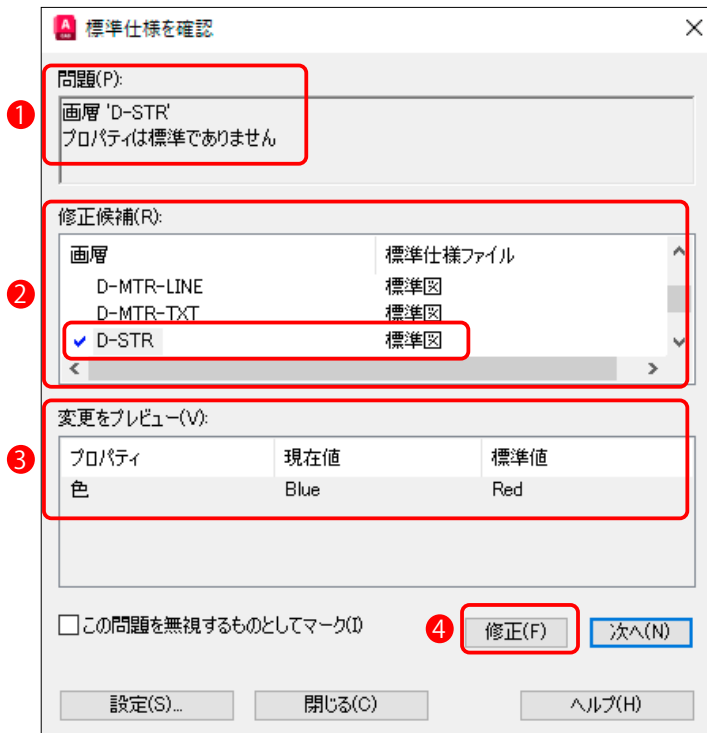 A
CAD
標準仕様を確認
問題(P):
1
画層 'D-STR'
プロパティは標準でありません
修正候補(R):
画層 標準仕様ファイル
2
D-MTR-LINE 標準図
D-MTR-TXT 標準図
D-STR 標準図
変更をプレビュー(V):
3
プロパティ 現在値 標準値
色 Blue Red
この問題を無視するものとしてマーク(I)
4
修正(F) 次へ(N)
設定(S)... 閉じる(C) ヘルプ(H)